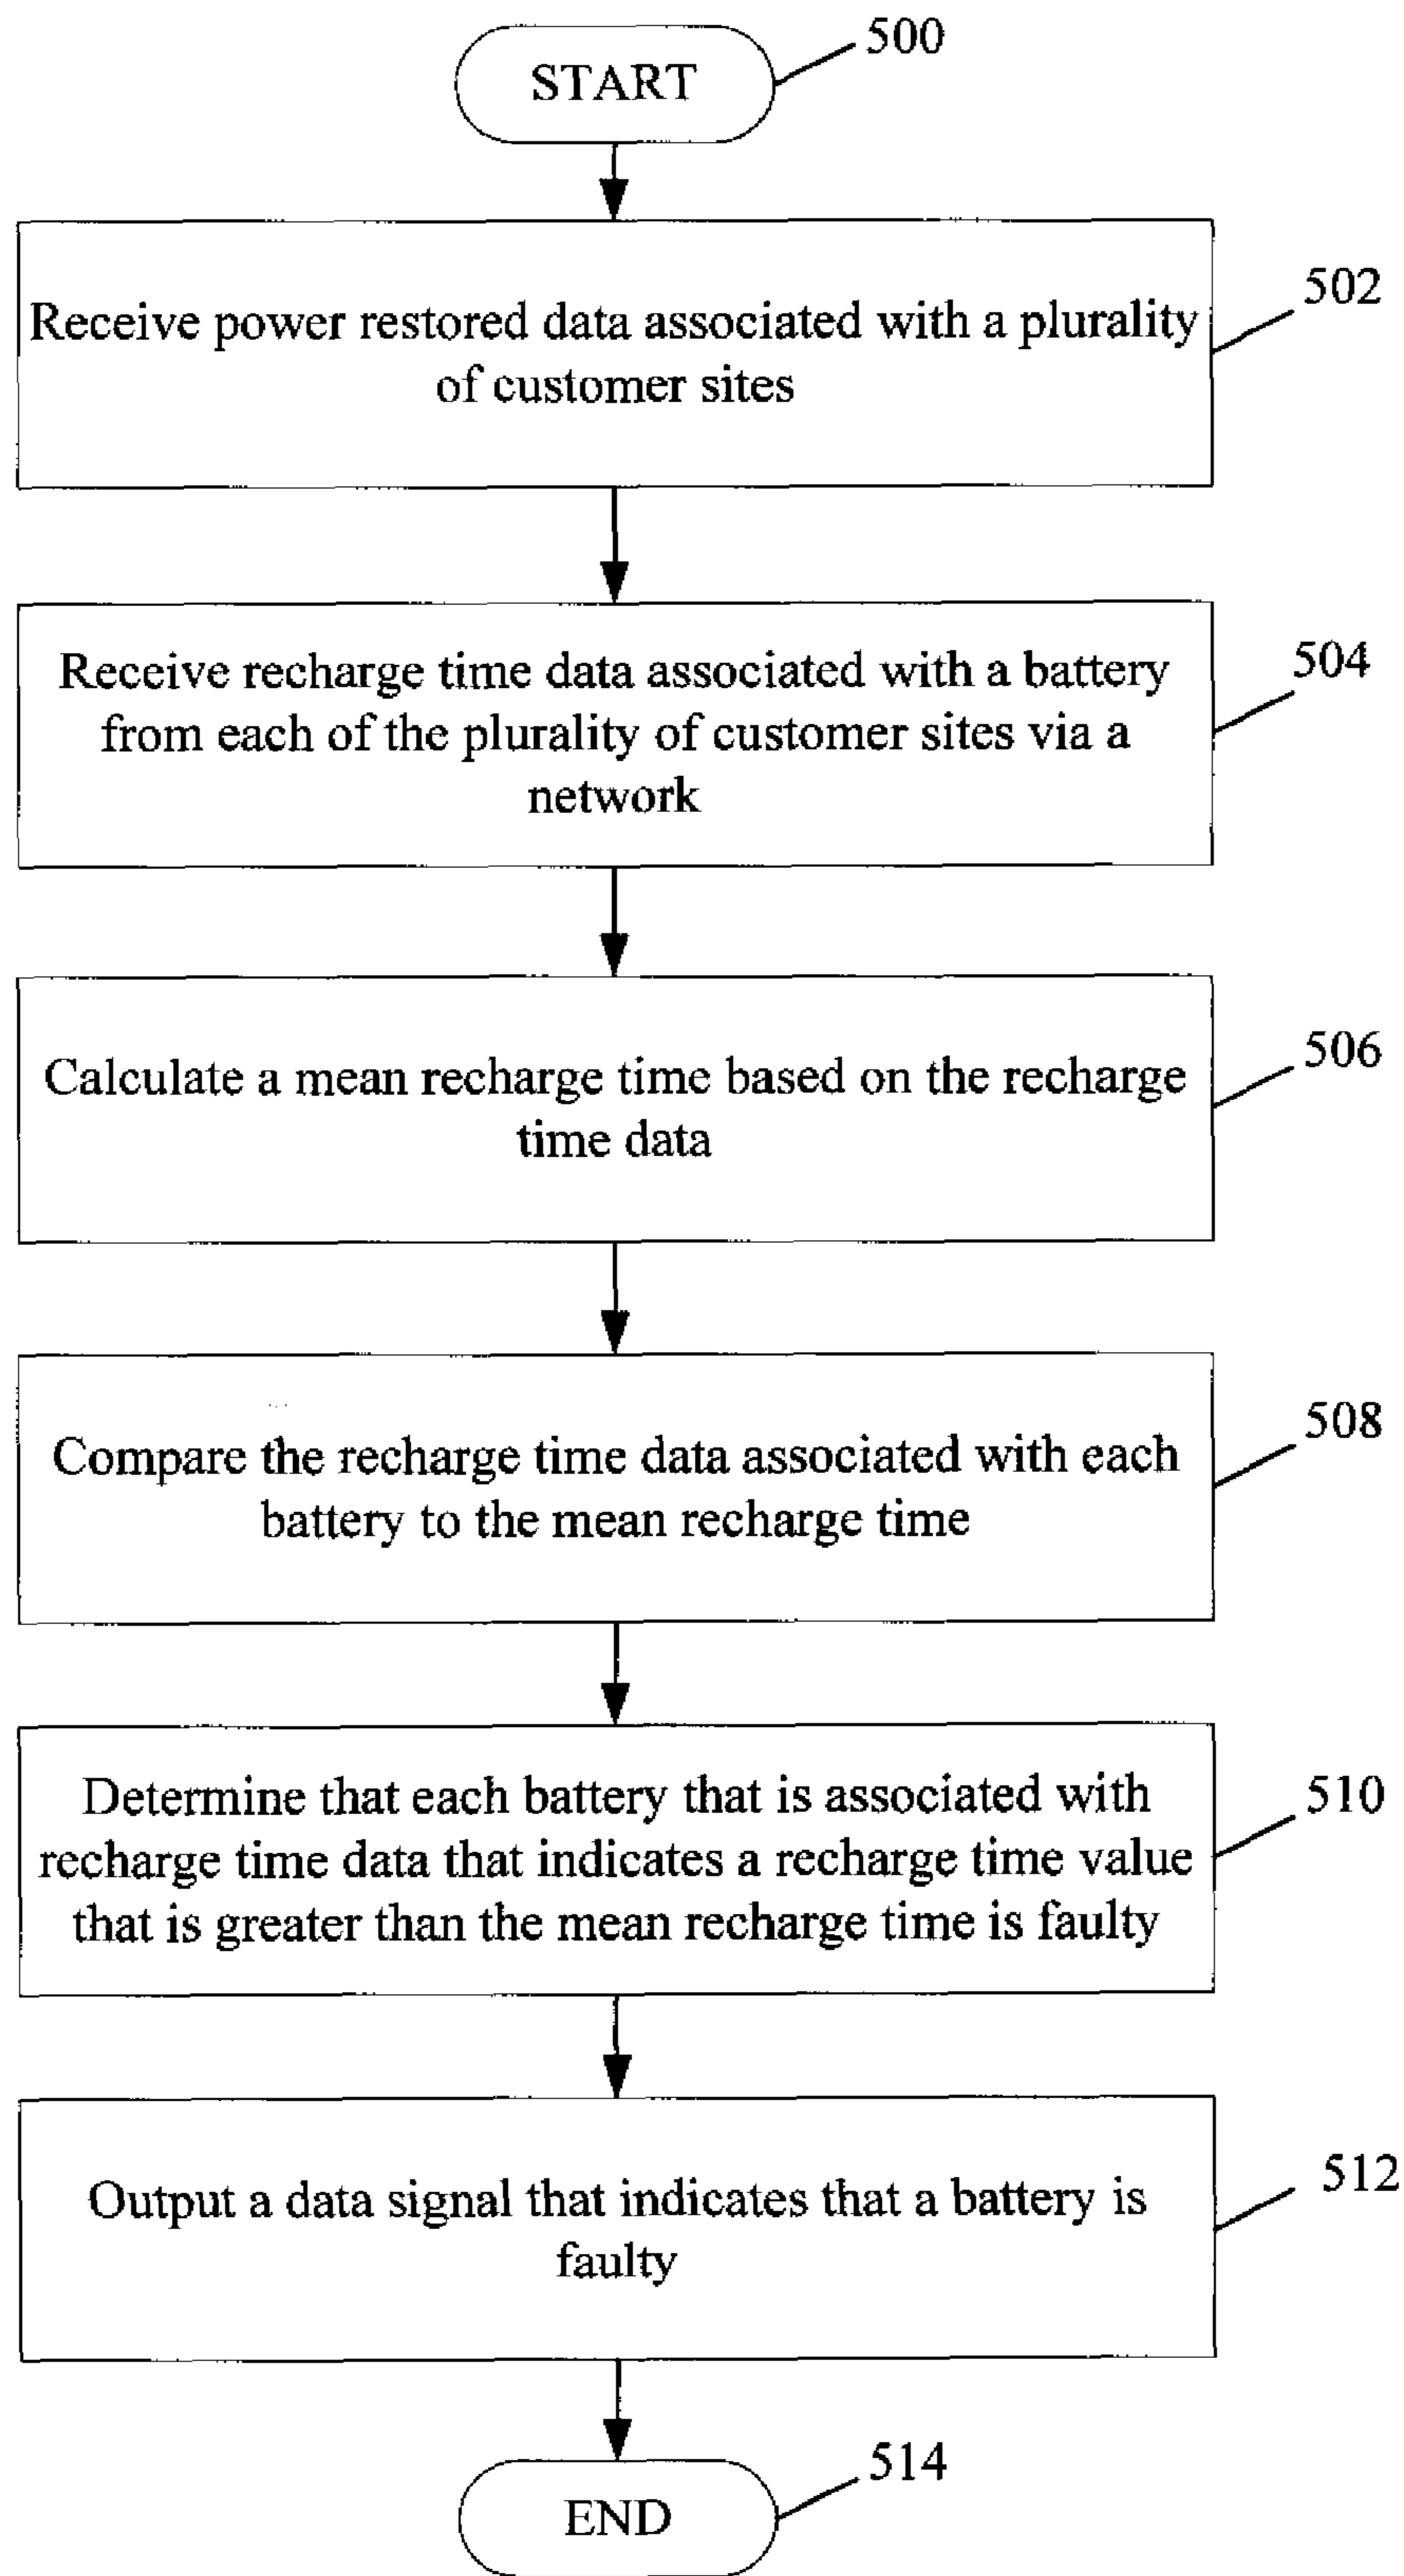 START
500
Receive power restored data associated with a plurality
of customer sites
502
Receive recharge time data associated with a battery
from each of the plurality of customer sites via a
network
504
Calculate a mean recharge time based on the recharge
time data
506
Compare the recharge time data associated with each
battery to the mean recharge time
508
Determine that each battery that is associated with
recharge time data that indicates a recharge time value
that is greater than the mean recharge time is faulty
510
Output a data signal that indicates that a battery is
faulty
512
END
514